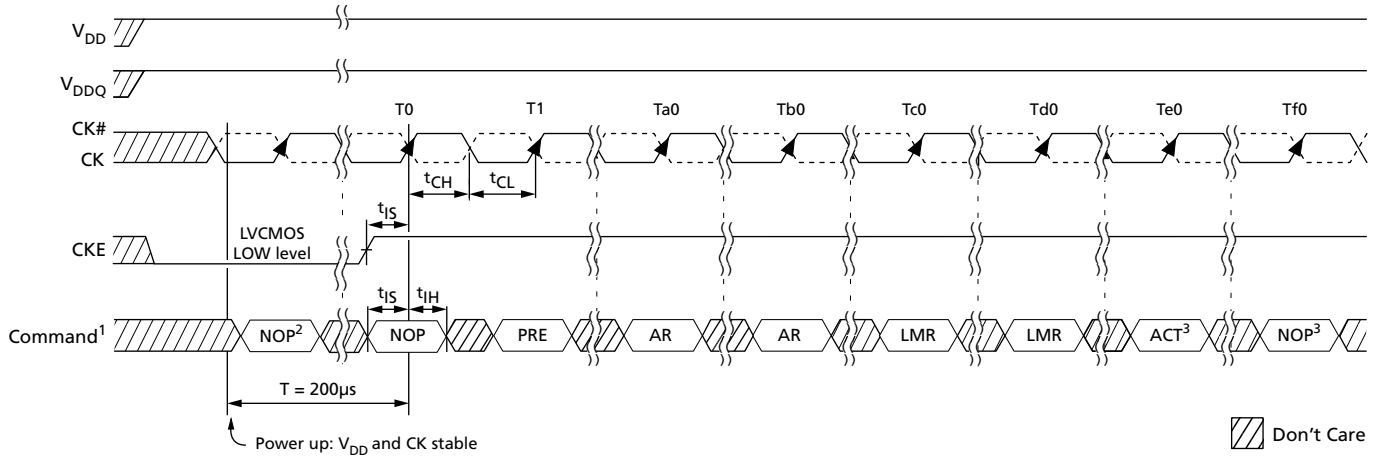 VDD
VDDQ
T0 T1 Ta0 Tb0 Tc0 Td0 Te0 Tf0
CK#
CK
tCH tCL
tIS
LVCMOS
LOW level
CKE
tIS tIH
Command¹ NOP² NOP PRE AR AR LMR LMR ACT³ NOP³
T = 200µs
Power up: VDD and CK stable
Don't Care